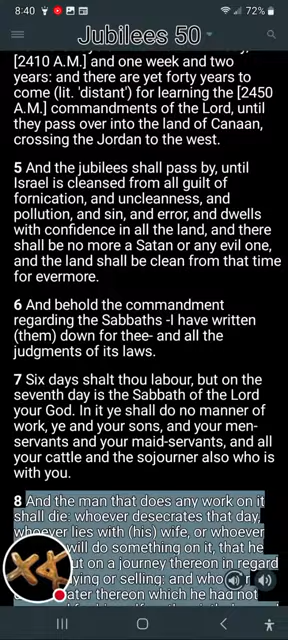 8:40
72%
Jubilees 50
[2410 A.M.] and one week and two
years: and there are yet forty years to
come (lit. 'distant') for learning the [2450
A.M.] commandments of the Lord, until
they pass over into the land of Canaan,
crossing the Jordan to the west.
5 And the jubilees shall pass by, until
Israel is cleansed from all guilt of
fornication, and uncleanness, and
pollution, and sin, and error, and dwells
with confidence in all the land, and there
shall be no more a Satan or any evil one,
and the land shall be clean from that time
for evermore.
6 And behold the commandment
regarding the Sabbaths -I have written
(them) down for thee- and all the
judgments of its laws.
7 Six days shalt thou labour, but on the
seventh day is the Sabbath of the Lord
your God. In it ye shall do no manner of
work, ye and your sons, and your men-
servants and your maid-servants, and all
your cattle and the sojourner also who is
with you.
8 And the man that does any work on it
shall die: whoever desecrates that day,
whoever lies with (his) wife, or whoever
will do something on it, that he
on a journey thereon in regard
or selling: and
thereon which he had not